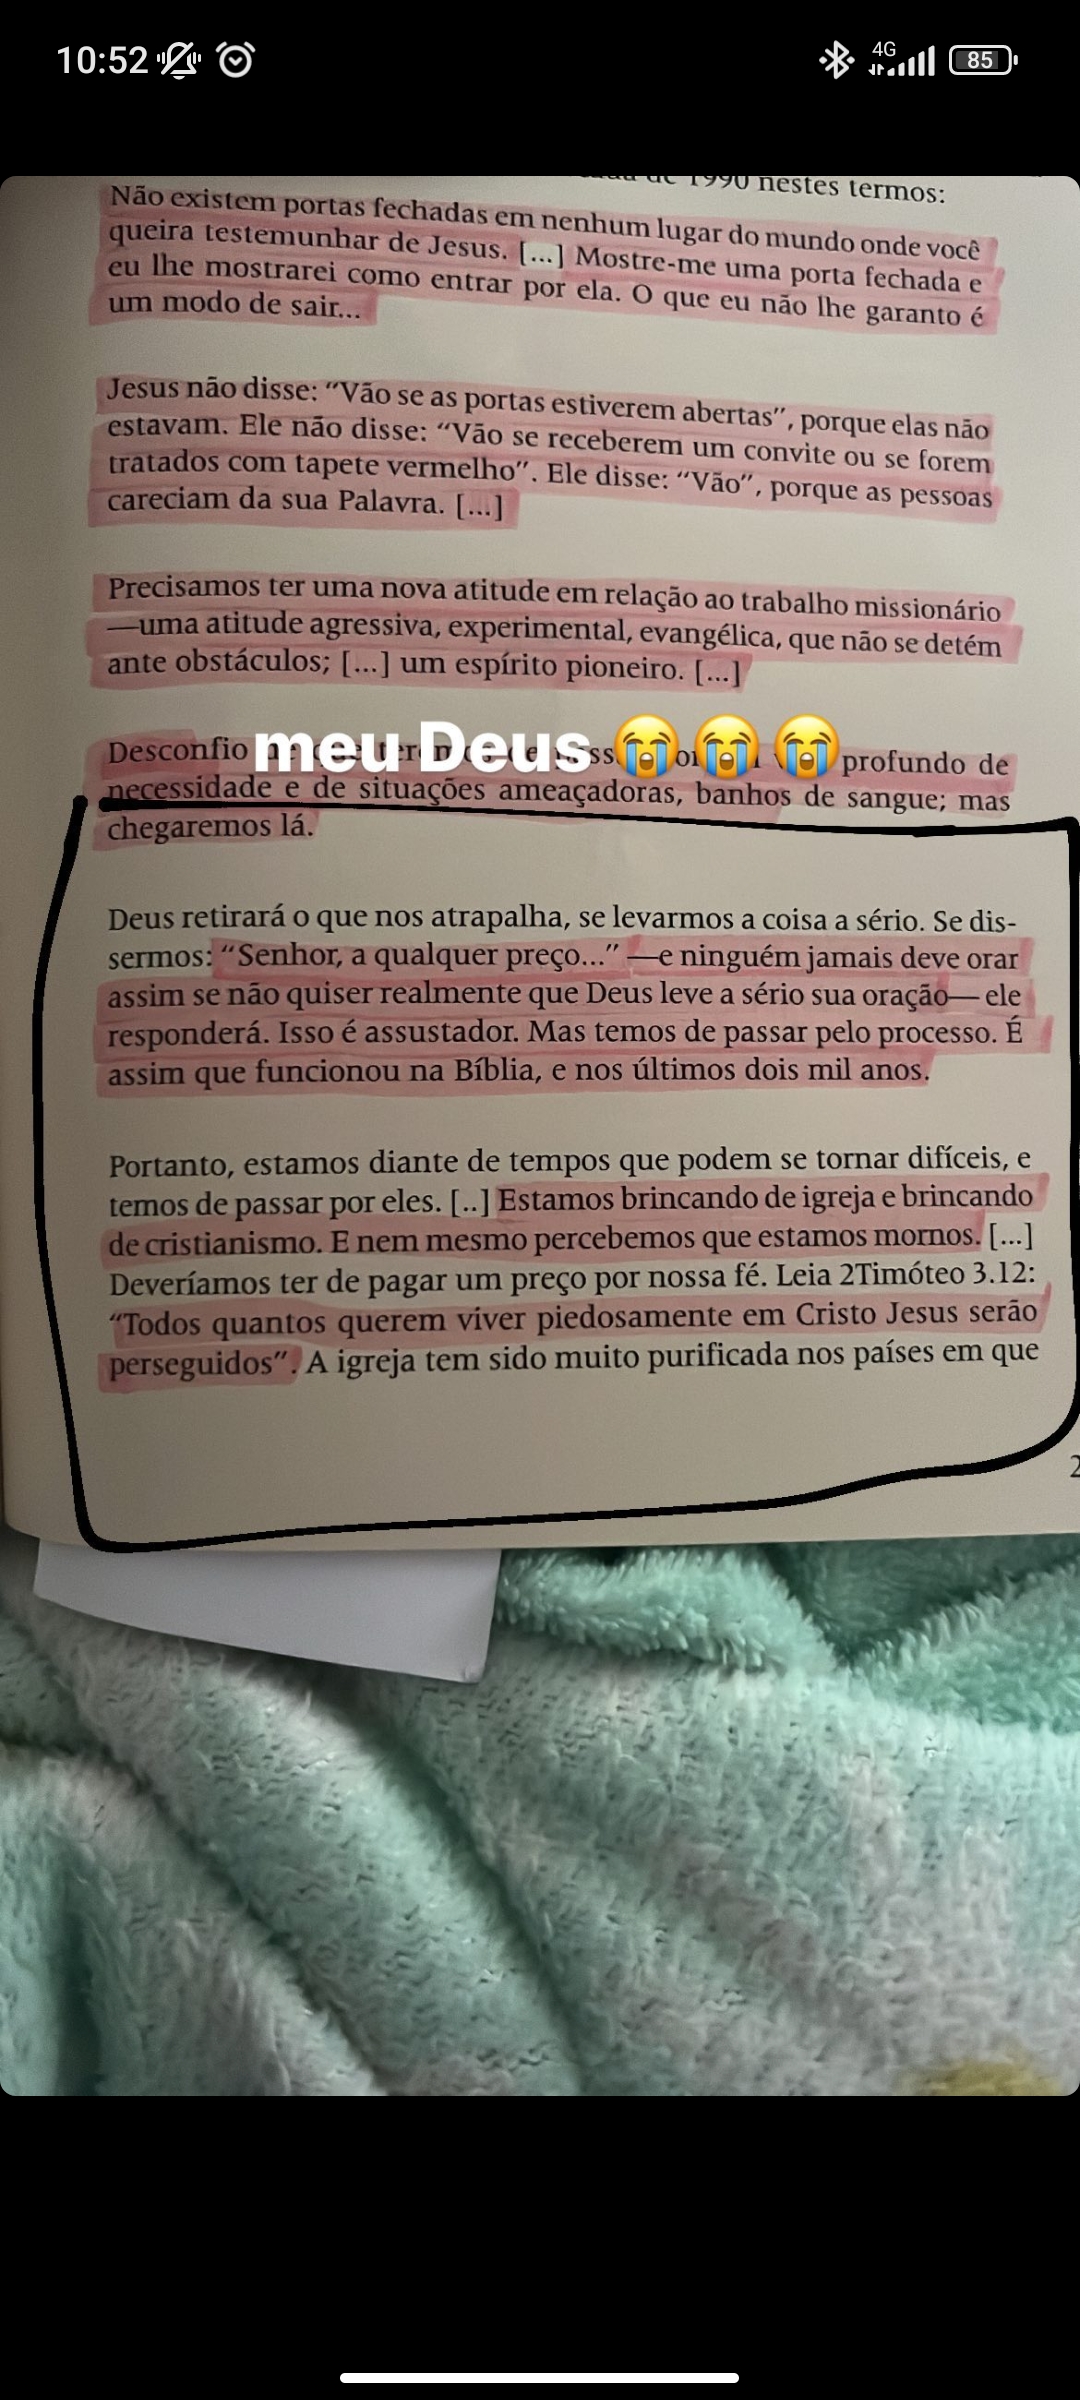 10:52
4G
85
1990 nestes termos:
Não existem portas fechadas em nenhum lugar do mundo onde você
queira testemunhar de Jesus. [...] Mostre-me uma porta fechada e
eu lhe mostrarei como entrar por ela. O que eu não lhe garanto é
um modo de sair...
Jesus não disse: “Vão se as portas estiverem abertas”, porque elas não
estavam. Ele não disse: “Vão se receberem um convite ou se forem
tratados com tapete vermelho”. Ele disse: “Vão”, porque as pessoas
careciam da sua Palavra. [...]
Precisamos ter uma nova atitude em relação ao trabalho missionário
—uma atitude agressiva, experimental, evangélica, que não se detém
ante obstáculos; [...] um espírito pioneiro. [...]
meu Deus 😭😭😭
Desconfio profundo de
necessidade e de situações ameaçadoras, banhos de sangue; mas
chegaremos lá.
Deus retirará o que nos atrapalha, se levarmos a coisa a sério. Se dis-
sermos: “Senhor, a qualquer preço...” —e ninguém jamais deve orar
assim se não quiser realmente que Deus leve a sério sua oração— ele
responderá. Isso é assustador. Mas temos de passar pelo processo. É
assim que funcionou na Bíblia, e nos últimos dois mil anos.
Portanto, estamos diante de tempos que podem se tornar difíceis, e
temos de passar por eles. [..] Estamos brincando de igreja e brincando
de cristianismo. E nem mesmo percebemos que estamos mornos. [...]
Deveríamos ter de pagar um preço por nossa fé. Leia 2Timóteo 3.12:
“Todos quantos querem viver piedosamente em Cristo Jesus serão
perseguidos”. A igreja tem sido muito purificada nos países em que
2